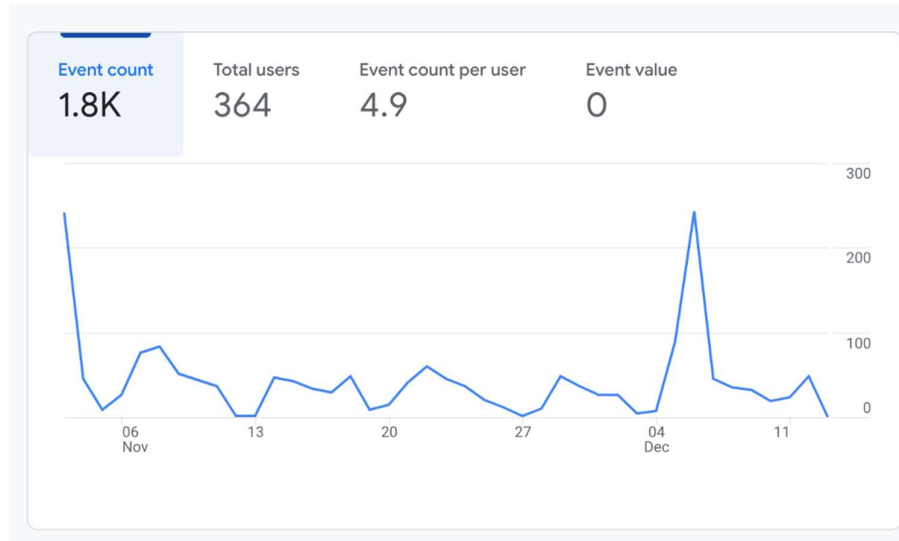 Event count Total users Event count per user Event value
1.8K 364 4.9 0
300
200
100
0
06 13 20 27 04 11
Nov Dec